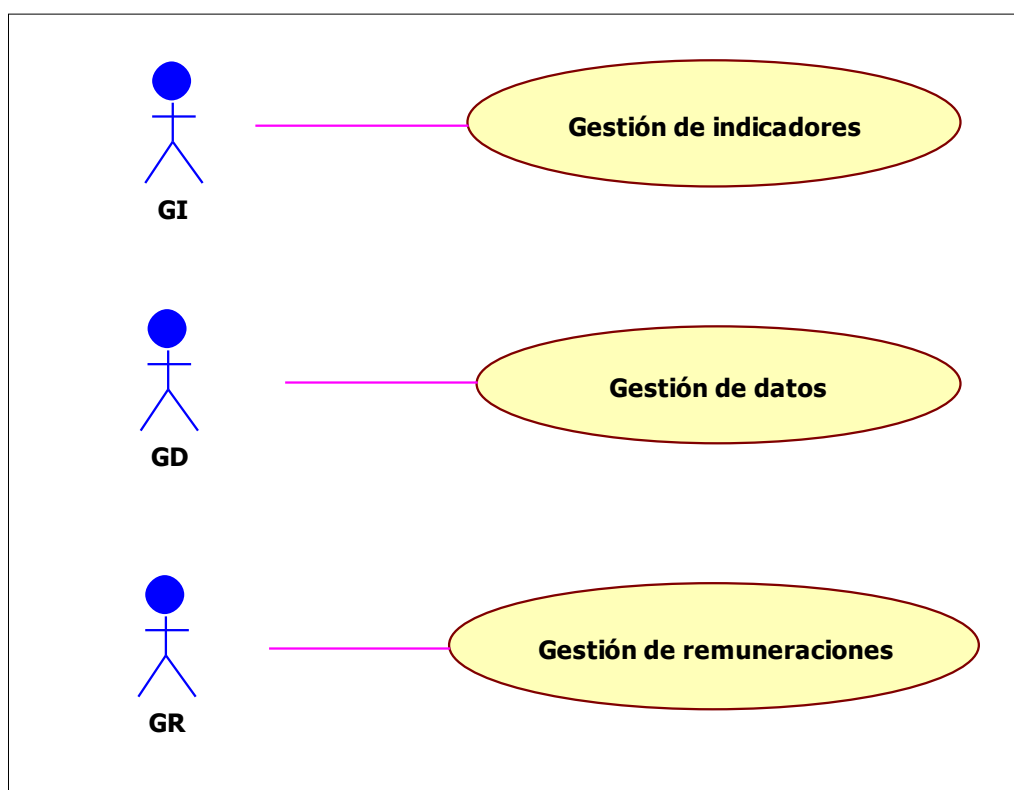 Gestión de indicadores
GI
Gestión de datos
GD
Gestión de remuneraciones
GR